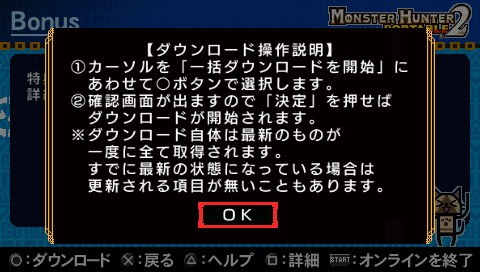 Bonus
MONSTER HUNTER
PORTABLE 2
【ダウンロード操作説明】
①カーソルを「一括ダウンロードを開始」に
あわせて○ボタンで選択します。
②確認画面が出ますので「決定」を押せば
ダウンロードが開始されます。
※ダウンロード自体は最新のものが
一度に全て取得されます。
すでに最新の状態になっている場合は
更新される項目が無いこともあります。
OK
特
詳
○:ダウンロード ×:戻る △:ヘルプ □:詳細 START:オンラインを終了